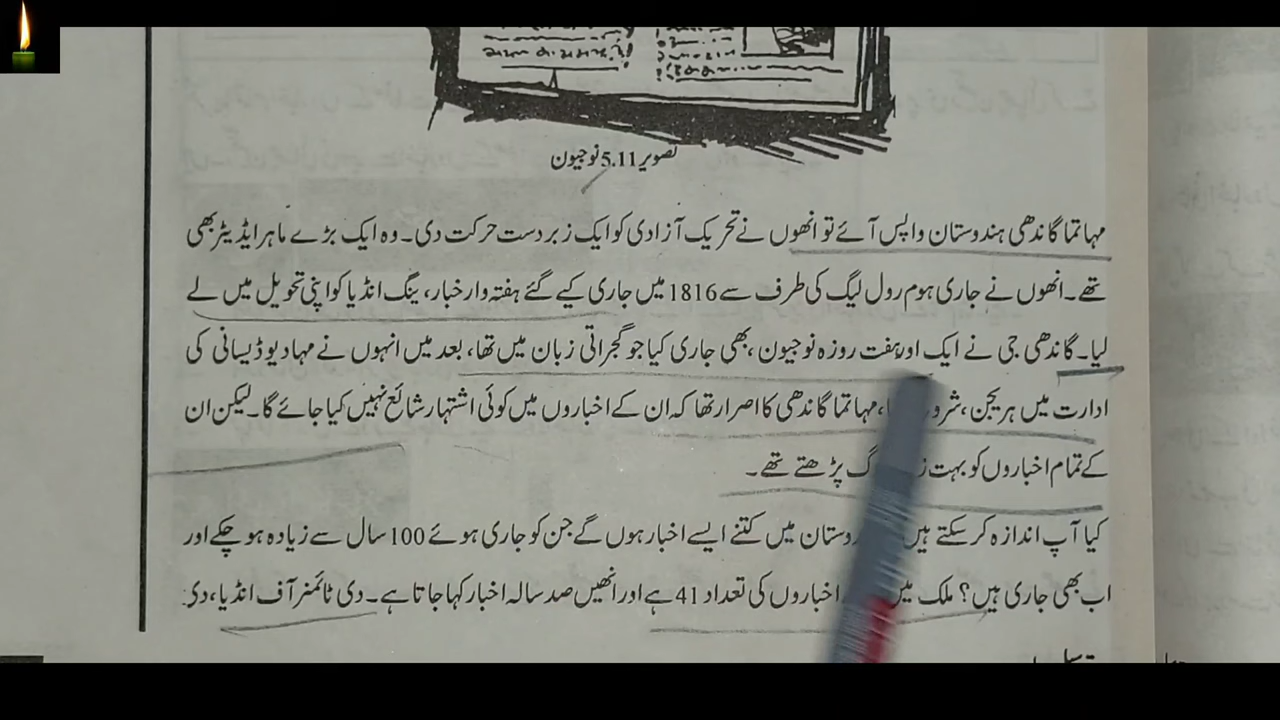 تصویر 5.11 نوجیون
مہاتما گاندھی ہندوستان واپس آئے تو انھوں نے تحریک آزادی کو ایک زبردست حرکت دی۔ وہ ایک بڑے ماہر ایڈیٹر بھی
تھے۔ انھوں نے جاری ہوم رول لیگ کی طرف سے 1816 میں جاری کیے گئے ہفتہ وار خبار، ینگ انڈیا کو اپنی تحویل میں لے
لیا۔ گاندھی جی نے ایک اور ہفت روزہ نوجیون، بھی جاری کیا جو گجراتی زبان میں تھا، بعد میں انہوں نے مہادیو ڈیسائی کی
ادارت میں ہریجن، مہاتما گاندھی کا اصرار تھا کہ ان کے اخباروں میں کوئی اشتہار شائع نہیں کیا جائے گا۔ لیکن ان
کے تمام اخباروں کو بہت پڑھتے تھے۔
کیا آپ اندازہ کر سکتے ہیں میں کتنے ایسے اخبار ہوں گے جن کو جاری ہوئے 100 سال سے زیادہ ہو چکے اور
اب بھی جاری ہیں؟ ملک میں اخباروں کی تعداد 41 ہے اور انھیں صد سالہ اخبار کہا جاتا ہے۔ دی ٹائمنر آف انڈیا، دی